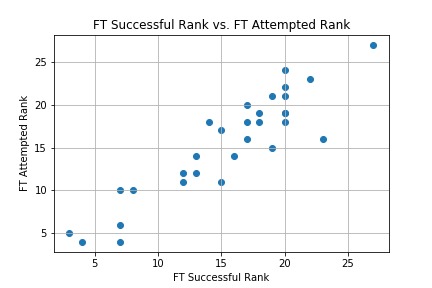 FT Successful Rank vs. FT Attempted Rank
FT Attempted Rank
25
20
15
10
5
5 10 15 20 25
FT Successful Rank